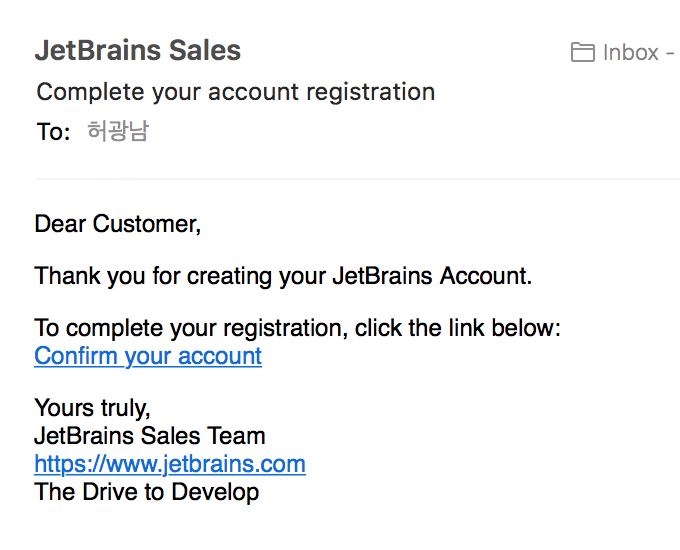 JetBrains Sales
Inbox -
Complete your account registration
To: 허광남
Dear Customer,
Thank you for creating your JetBrains Account.
To complete your registration, click the link below:
Confirm your account
Yours truly,
JetBrains Sales Team
https://www.jetbrains.com
The Drive to Develop